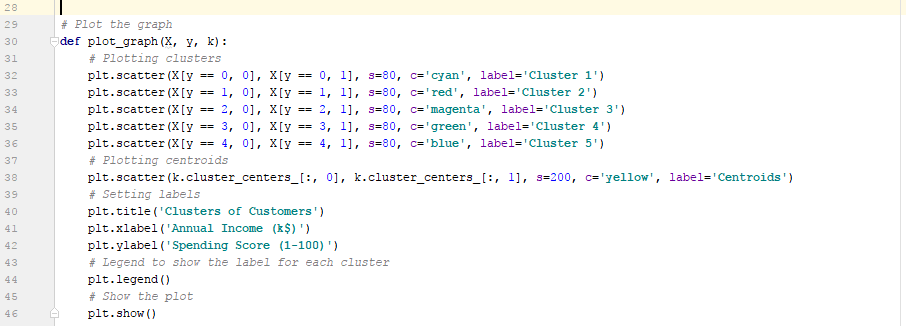 28
29 # Plot the graph
30 def plot_graph(X, y, k):
31 # Plotting clusters
32 plt.scatter(X[y == 0, 0], X[y == 0, 1], s=80, c='cyan', label='Cluster 1')
33 plt.scatter(X[y == 1, 0], X[y == 1, 1], s=80, c='red', label='Cluster 2')
34 plt.scatter(X[y == 2, 0], X[y == 2, 1], s=80, c='magenta', label='Cluster 3')
35 plt.scatter(X[y == 3, 0], X[y == 3, 1], s=80, c='green', label='Cluster 4')
36 plt.scatter(X[y == 4, 0], X[y == 4, 1], s=80, c='blue', label='Cluster 5')
37 # Plotting centroids
38 plt.scatter(k.cluster_centers_[:, 0], k.cluster_centers_[:, 1], s=200, c='yellow', label='Centroids')
39 # Setting labels
40 plt.title('Clusters of Customers')
41 plt.xlabel('Annual Income (k$)')
42 plt.ylabel('Spending Score (1-100)')
43 # Legend to show the label for each cluster
44 plt.legend()
45 # Show the plot
46 plt.show()